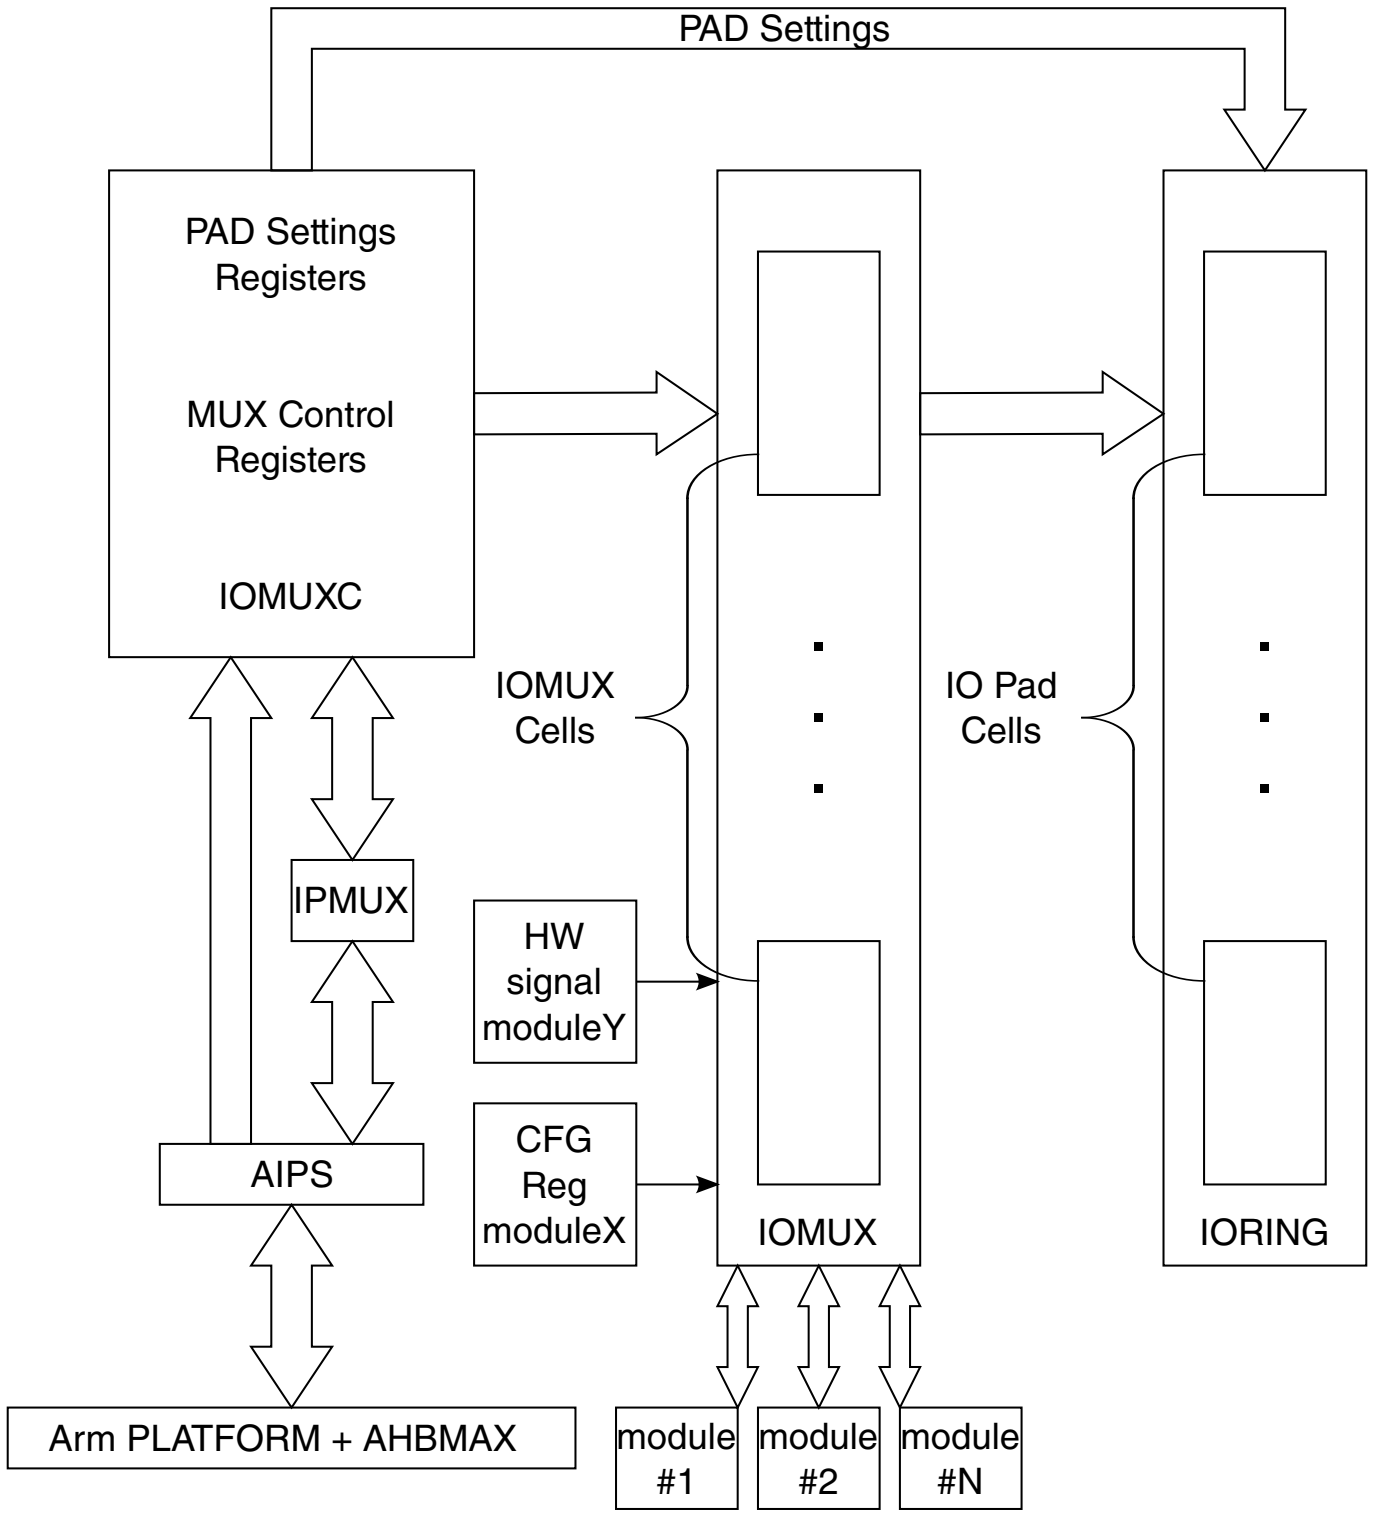 PAD Settings
PAD Settings
Registers
MUX Control
Registers
IOMUXC
IOMUX
Cells
IO Pad
Cells
IPMUX
HW
signal
moduleY
CFG
Reg
moduleX
AIPS
IOMUX
IORING
Arm PLATFORM + AHBMAX
module
#1
module
#2
module
#N